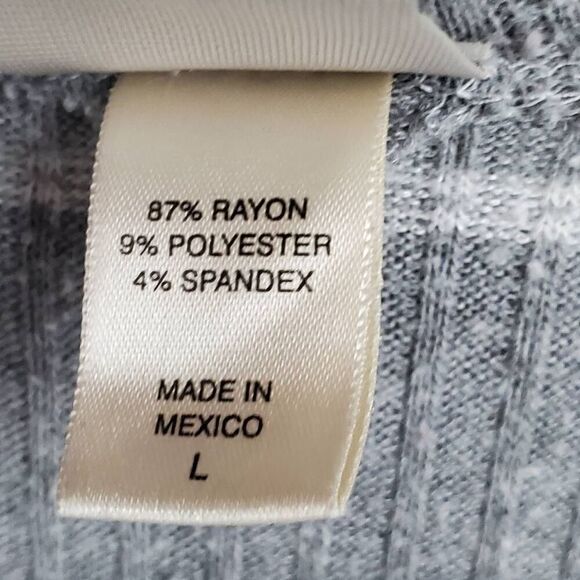 87% RAYON
9% POLYESTER
4% SPANDEX
MADE IN
MEXICO
L